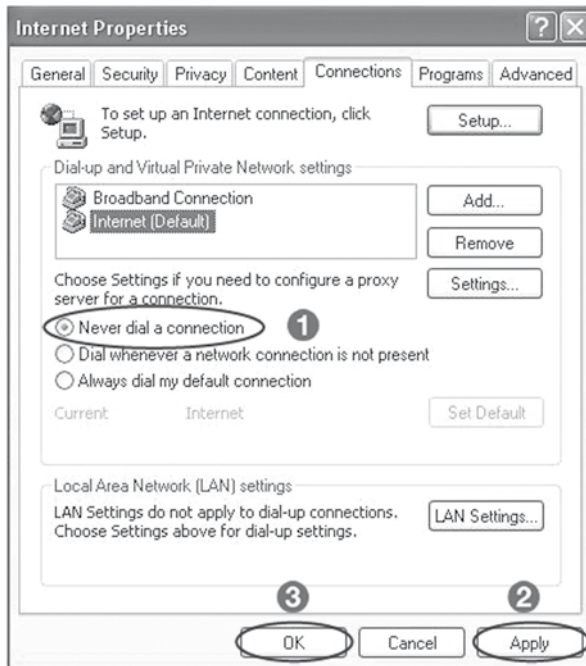 Internet Properties
General Security Privacy Content Connections Programs Advanced
To set up an Internet connection, click
Setup.
Setup...
Dial-up and Virtual Private Network settings
Broadband Connection
Internet (Default)
Add...
Remove
Choose Settings if you need to configure a proxy
server for a connection.
Settings...
Never dial a connection
1
Dial whenever a network connection is not present
Always dial my default connection
Current Internet
Set Default
Local Area Network (LAN) settings
LAN Settings do not apply to dial-up connections.
Choose Settings above for dial-up settings.
LAN Settings...
3 2
OK Cancel Apply